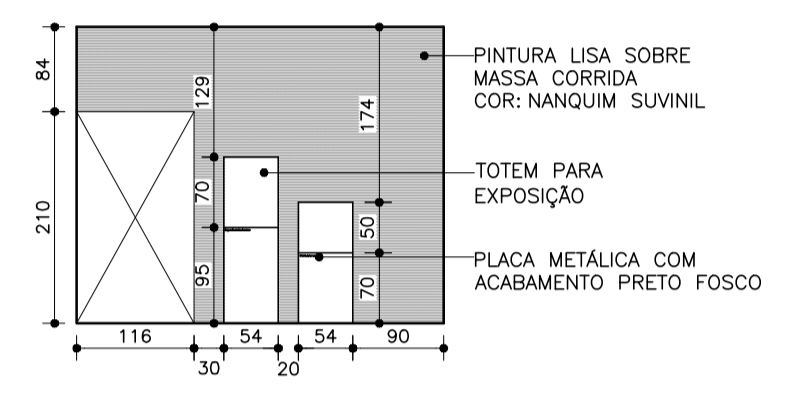 84
210
129
70
95
174
50
70
PINTURA LISA SOBRE
MASSA CORRIDA
COR: NANQUIM SUVINIL
TOTEM PARA
EXPOSIÇÃO
PLACA METÁLICA COM
ACABAMENTO PRETO FOSCO
116
30
54
20
54
90